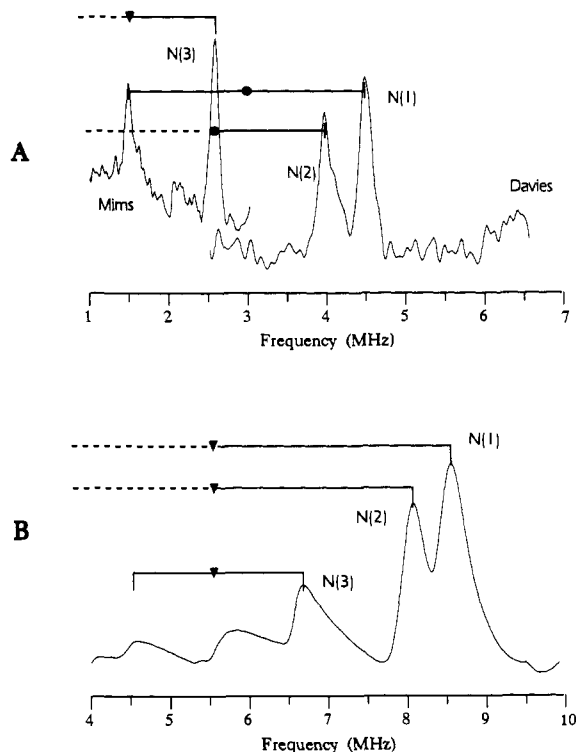 N(3)
N(1)
A
N(2)
Mims
Davies
1 2 3 4 5 6 7
Frequency (MHz)
N(1)
N(2)
B
N(3)
4 5 6 7 8 9 10
Frequency (MHz)